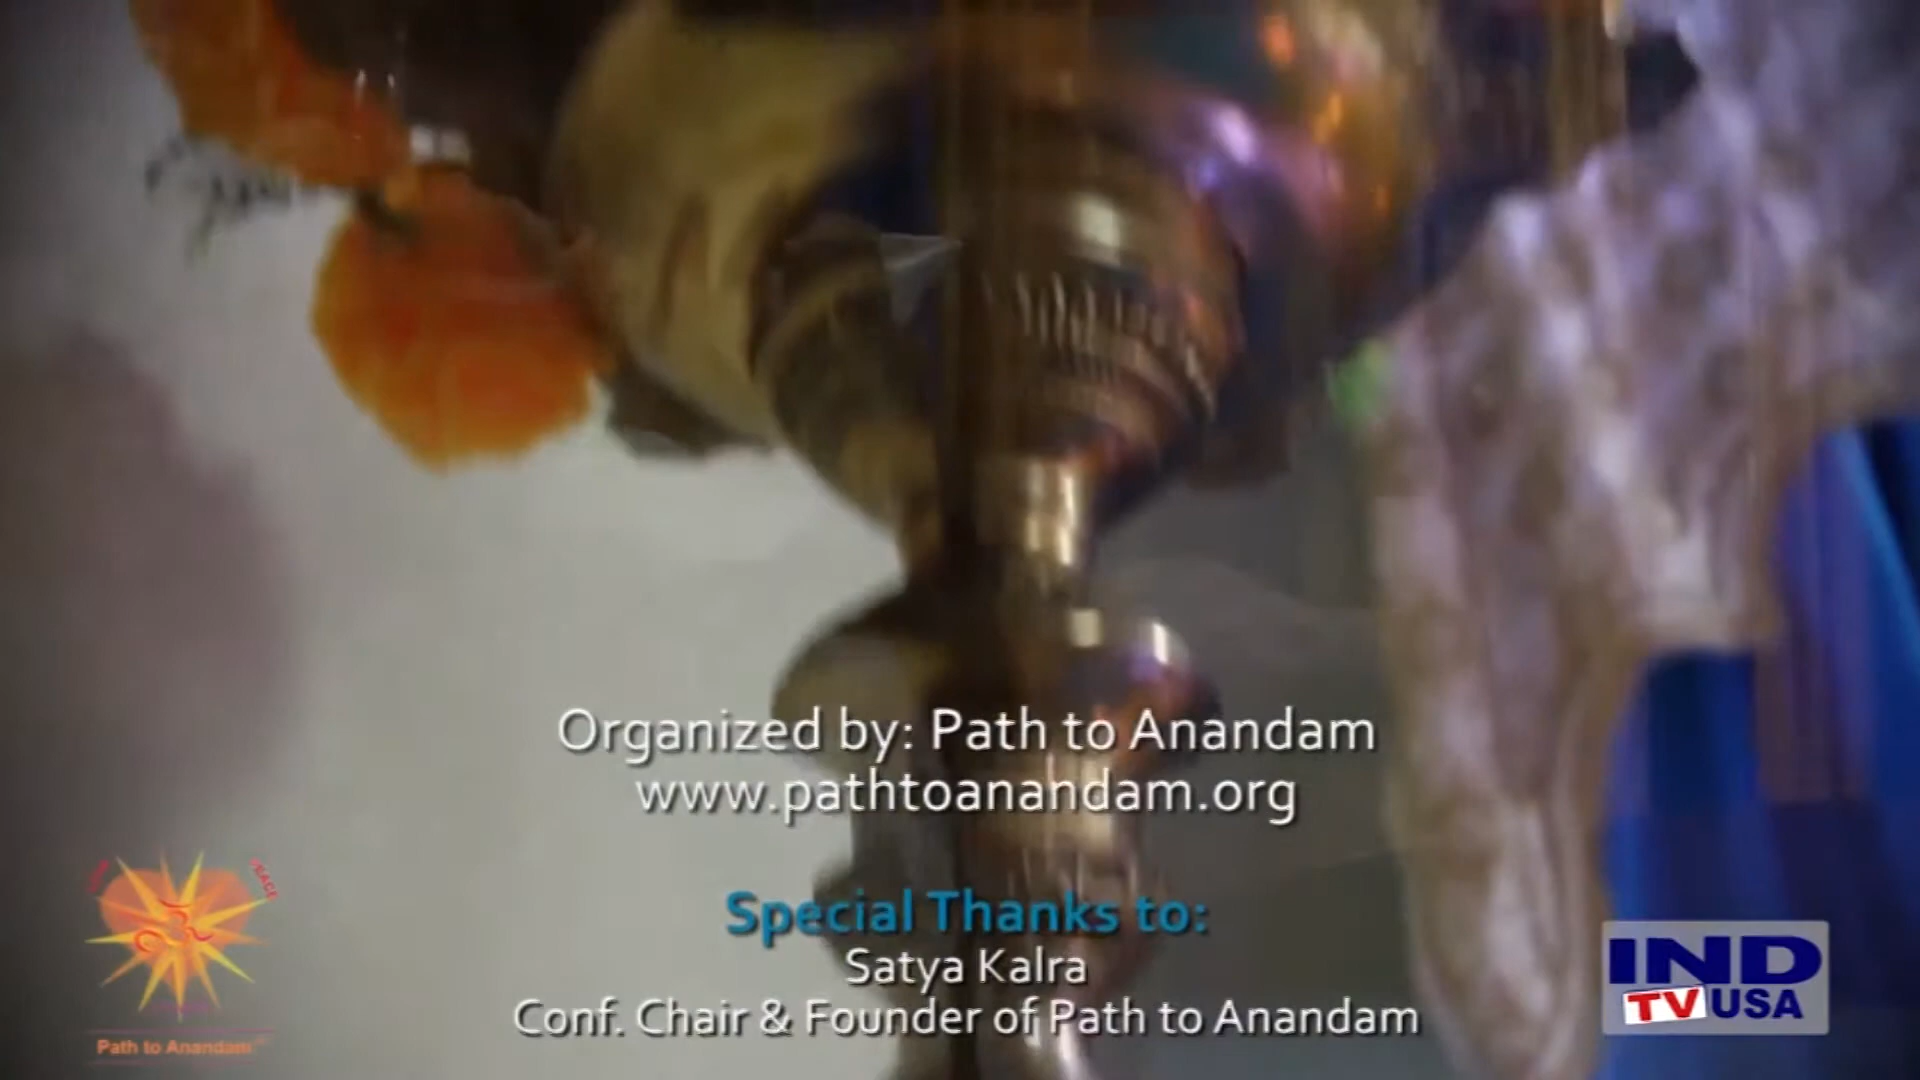 Organized by: Path to Anandam
www.pathtoanandam.org
Special Thanks to:
Satya Kalra
Conf. Chair & Founder of Path to Anandam
PEACE
Path to Anandam
IND
TV USA